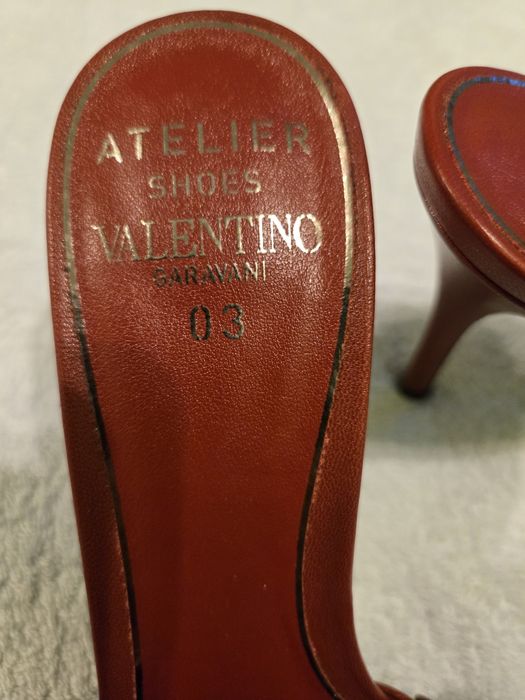 ATELIER
SHOES
VALENTINO
GARAVANI
03